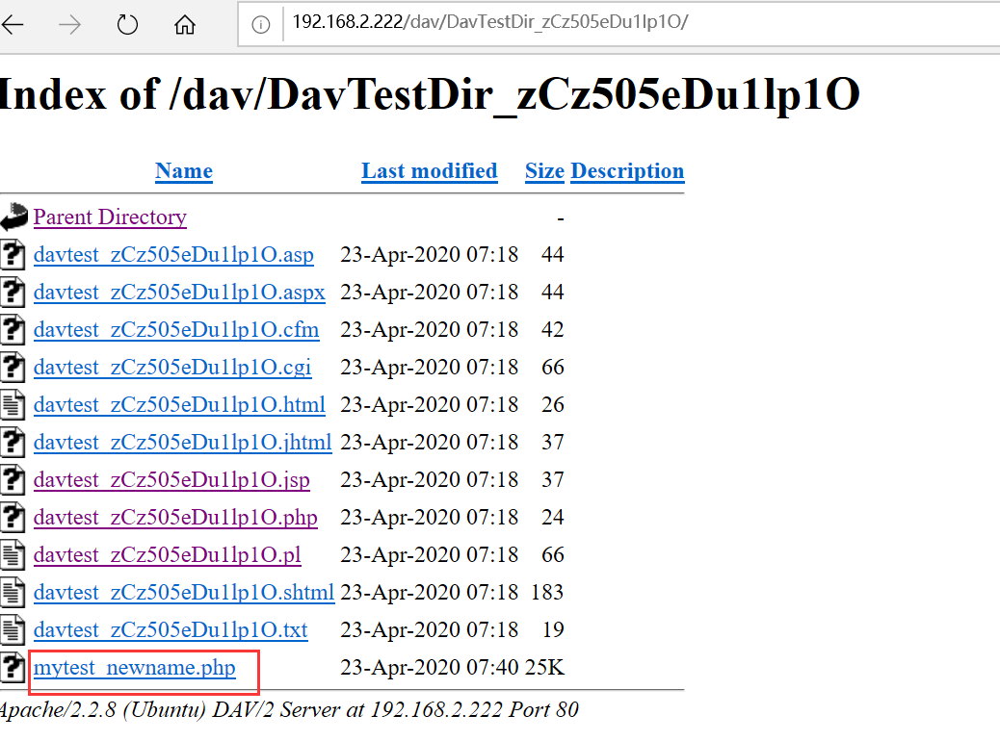 192.168.2.222/dav/DavTestDir_zCz505eDu1lp1O/
Index of /dav/DavTestDir_zCz505eDu1lp1O
Name Last modified Size Description
Parent Directory -
davtest_zCz505eDu1lp1O.asp 23-Apr-2020 07:18 44
davtest_zCz505eDu1lp1O.aspx 23-Apr-2020 07:18 44
davtest_zCz505eDu1lp1O.cfm 23-Apr-2020 07:18 42
davtest_zCz505eDu1lp1O.cgi 23-Apr-2020 07:18 66
davtest_zCz505eDu1lp1O.html 23-Apr-2020 07:18 26
davtest_zCz505eDu1lp1O.jhtml 23-Apr-2020 07:18 37
davtest_zCz505eDu1lp1O.jsp 23-Apr-2020 07:18 37
davtest_zCz505eDu1lp1O.php 23-Apr-2020 07:18 24
davtest_zCz505eDu1lp1O.pl 23-Apr-2020 07:18 66
davtest_zCz505eDu1lp1O.shtml 23-Apr-2020 07:18 183
davtest_zCz505eDu1lp1O.txt 23-Apr-2020 07:18 19
mytest_newname.php 23-Apr-2020 07:40 25K
Apache/2.2.8 (Ubuntu) DAV/2 Server at 192.168.2.222 Port 80